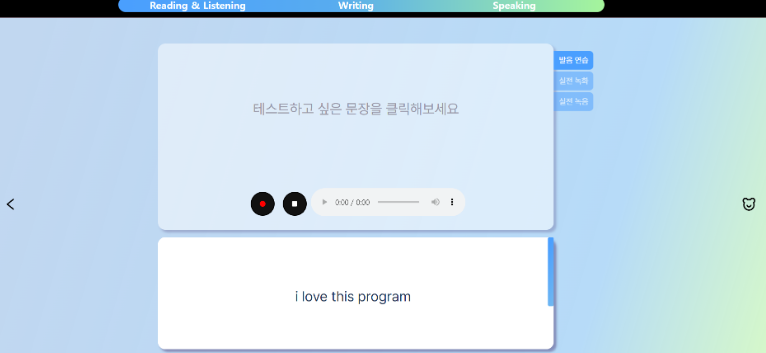 Reading & Listening
Writing
Speaking
발음 연습
실전 녹화
실전 녹음
테스트하고 싶은 문장을 클릭해보세요
0:00 / 0:00
i love this program